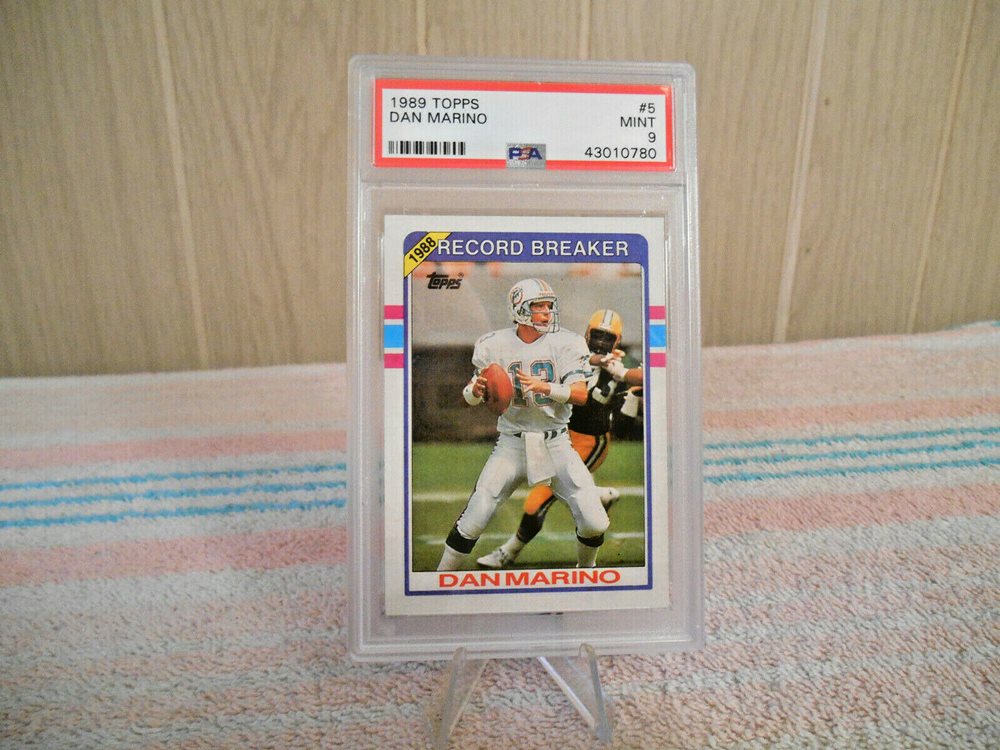 1989 TOPPS #5
DAN MARINO MINT
9
PSA 43010780
1988 RECORD BREAKER
Topps
13
DAN MARINO